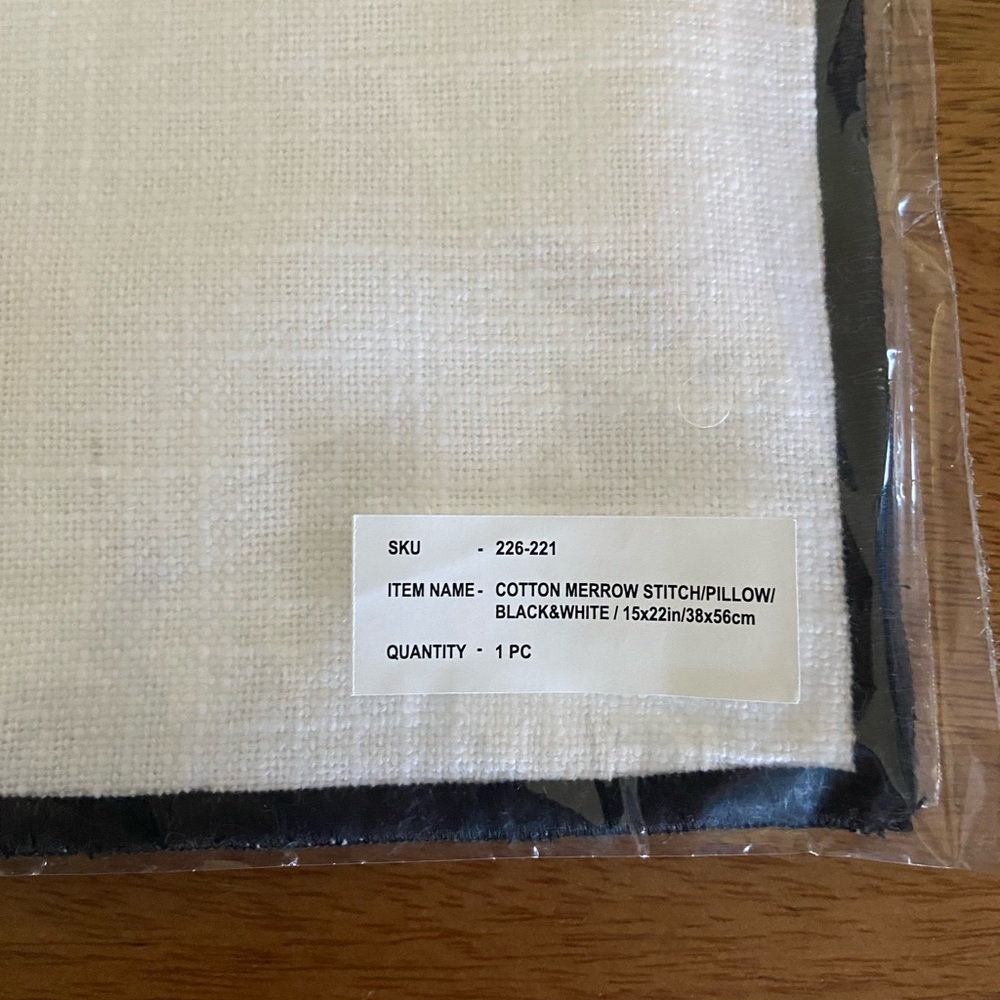 SKU - 226-221
ITEM NAME - COTTON MERROW STITCH/PILLOW/
BLACK&WHITE / 15x22in/38x56cm
QUANTITY - 1 PC